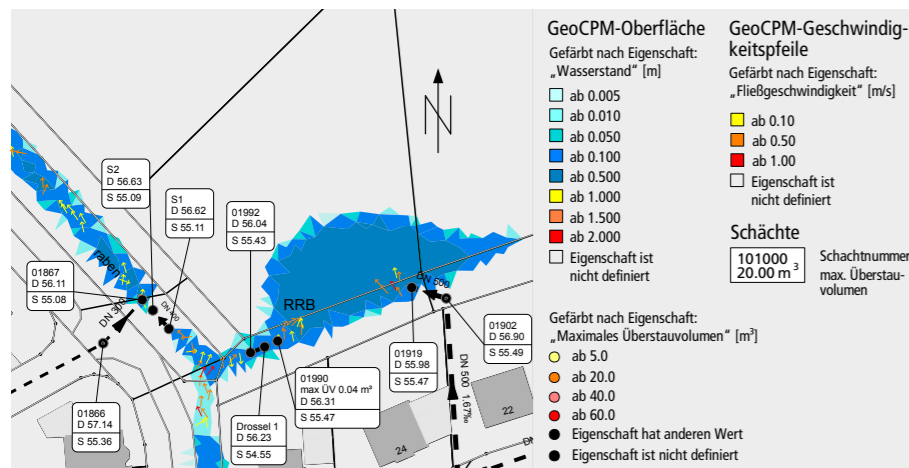 S2
D 56.63
S 55.09
S1
D 56.62
S 55.11
01992
D 56.04
S 55.43
01867
D 56.11
S 55.08
raben
DN 300
DN 400
RRB
DN 500
N
01866
D 57.14
S 55.36
Drossel 1
D 56.23
S 54.55
01990
max ÜV 0.04 m³
D 56.31
S 55.47
01919
D 55.98
S 55.47
01902
D 56.90
S 55.49
DN 500 1.67‰
24
22
DN
GeoCPM-Oberfläche
Gefärbt nach Eigenschaft:
„Wasserstand“ [m]
ab 0.005
ab 0.010
ab 0.050
ab 0.100
ab 0.500
ab 1.000
ab 1.500
ab 2.000
Eigenschaft ist
nicht definiert
GeoCPM-Geschwindig-
keitspfeile
Gefärbt nach Eigenschaft:
„Fließgeschwindigkeit“ [m/s]
ab 0.10
ab 0.50
ab 1.00
Eigenschaft ist
nicht definiert
Schächte
101000
20.00 m³
Schachtnummer
max. Überstau-
volumen
Gefärbt nach Eigenschaft:
„Maximales Überstauvolumen“ [m³]
ab 5.0
ab 20.0
ab 40.0
ab 60.0
Eigenschaft hat anderen Wert
Eigenschaft ist nicht definiert